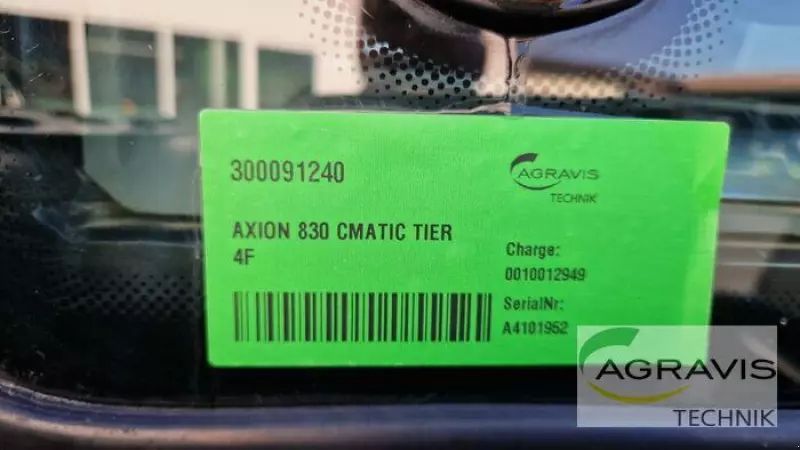 300091240
AGRAVIS
TECHNIK
AXION 830 CMATIC TIER
4F
Charge:
0010012949
SerialNr:
A4101952
AGRAVIS
TECHNIK